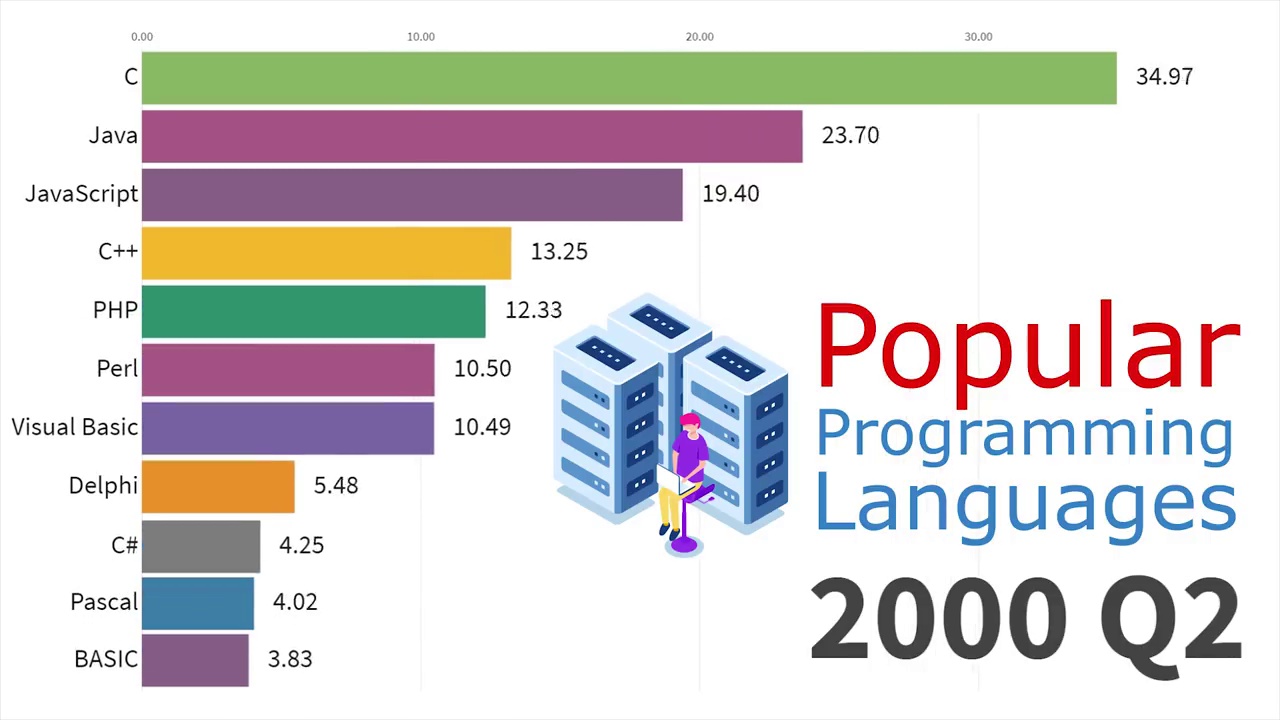 0.00 10.00 20.00 30.00
C 34.97
Java 23.70
JavaScript 19.40
C++ 13.25
PHP 12.33
Perl 10.50
Visual Basic 10.49
Delphi 5.48
C# 4.25
Pascal 4.02
BASIC 3.83
Popular
Programming
Languages
2000 Q2